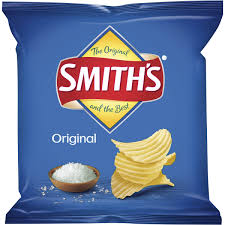 The Original
SMITH'S
and the Best
Original